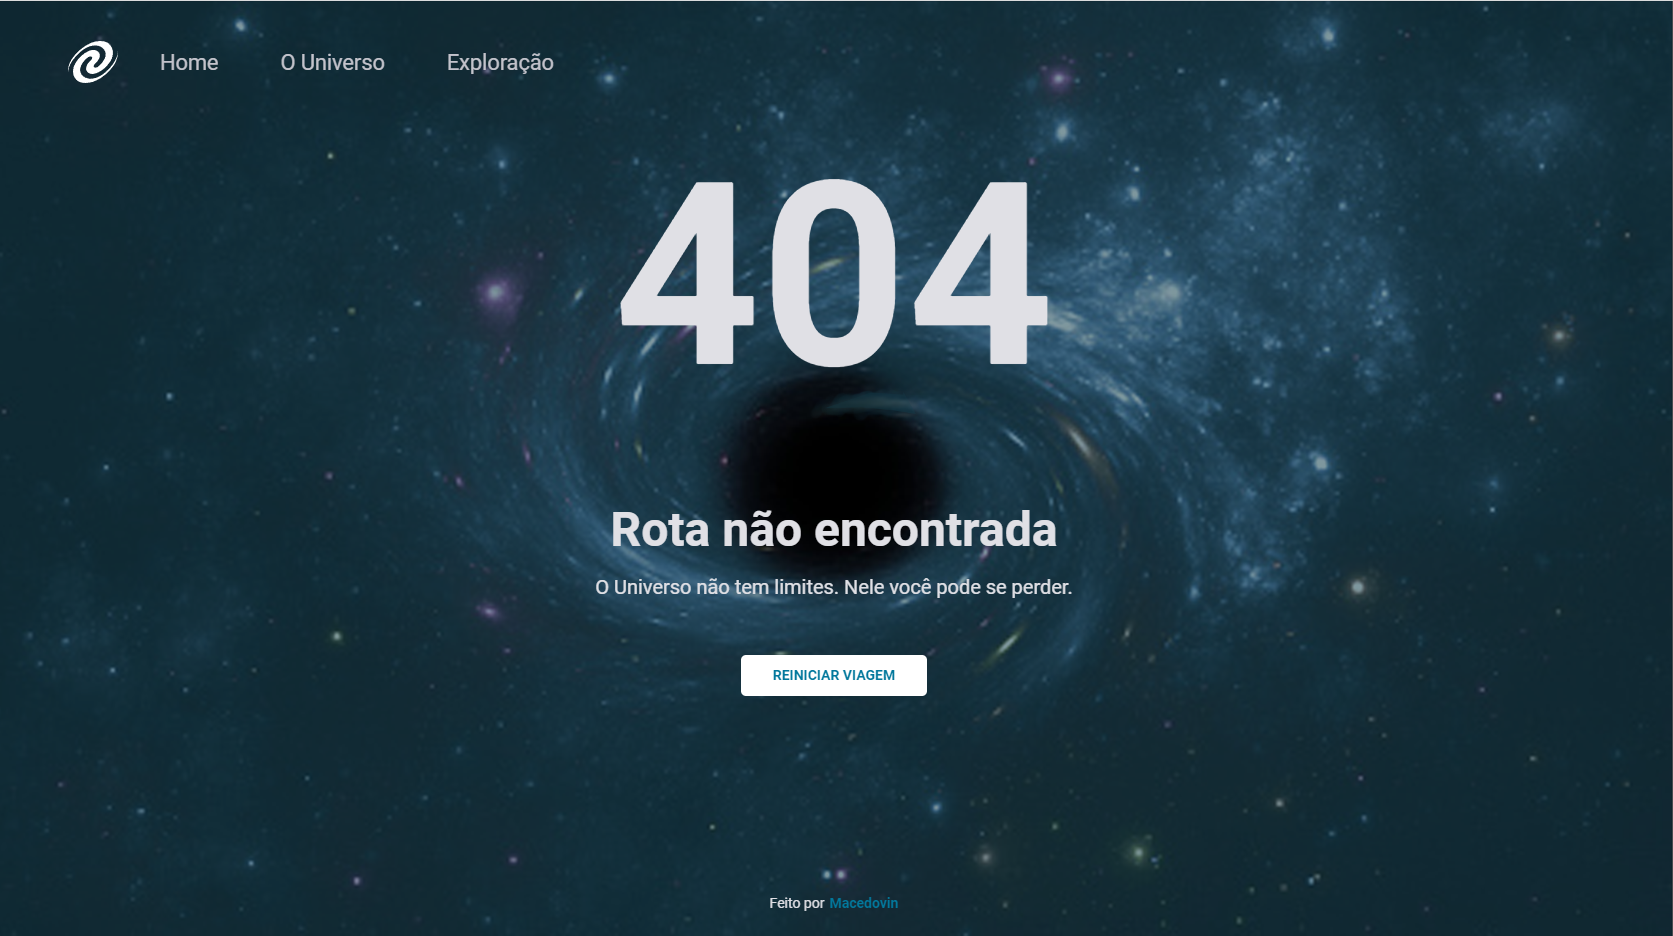 Home O Universo Exploração
404
Rota não encontrada
O Universo não tem limites. Nele você pode se perder.
REINICIAR VIAGEM
Feito por Macedovin